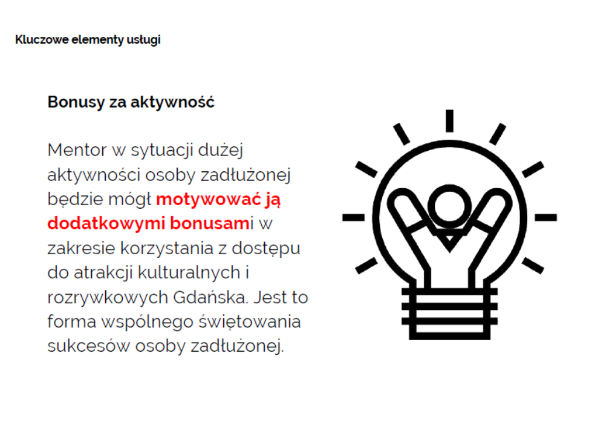 Kluczowe elementy usługi
Bonusy za aktywność
Mentor w sytuacji dużej
aktywności osoby zadłużonej
będzie mógł motywować ją
dodatkowymi bonusami w
zakresie korzystania z dostępu
do atrakcji kulturalnych i
rozrywkowych Gdańska. Jest to
forma wspólnego świętowania
sukcesów osoby zadłużonej.